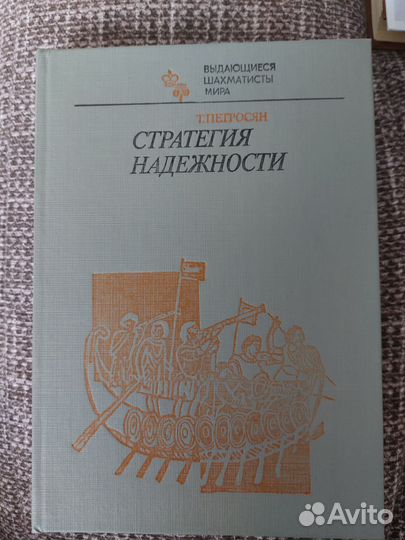 ВЫДАЮЩИЕСЯ
ШАХМАТИСТЫ
МИРА
Т. ПЕТРОСЯН
СТРАТЕГИЯ
НАДЕЖНОСТИ
Avito